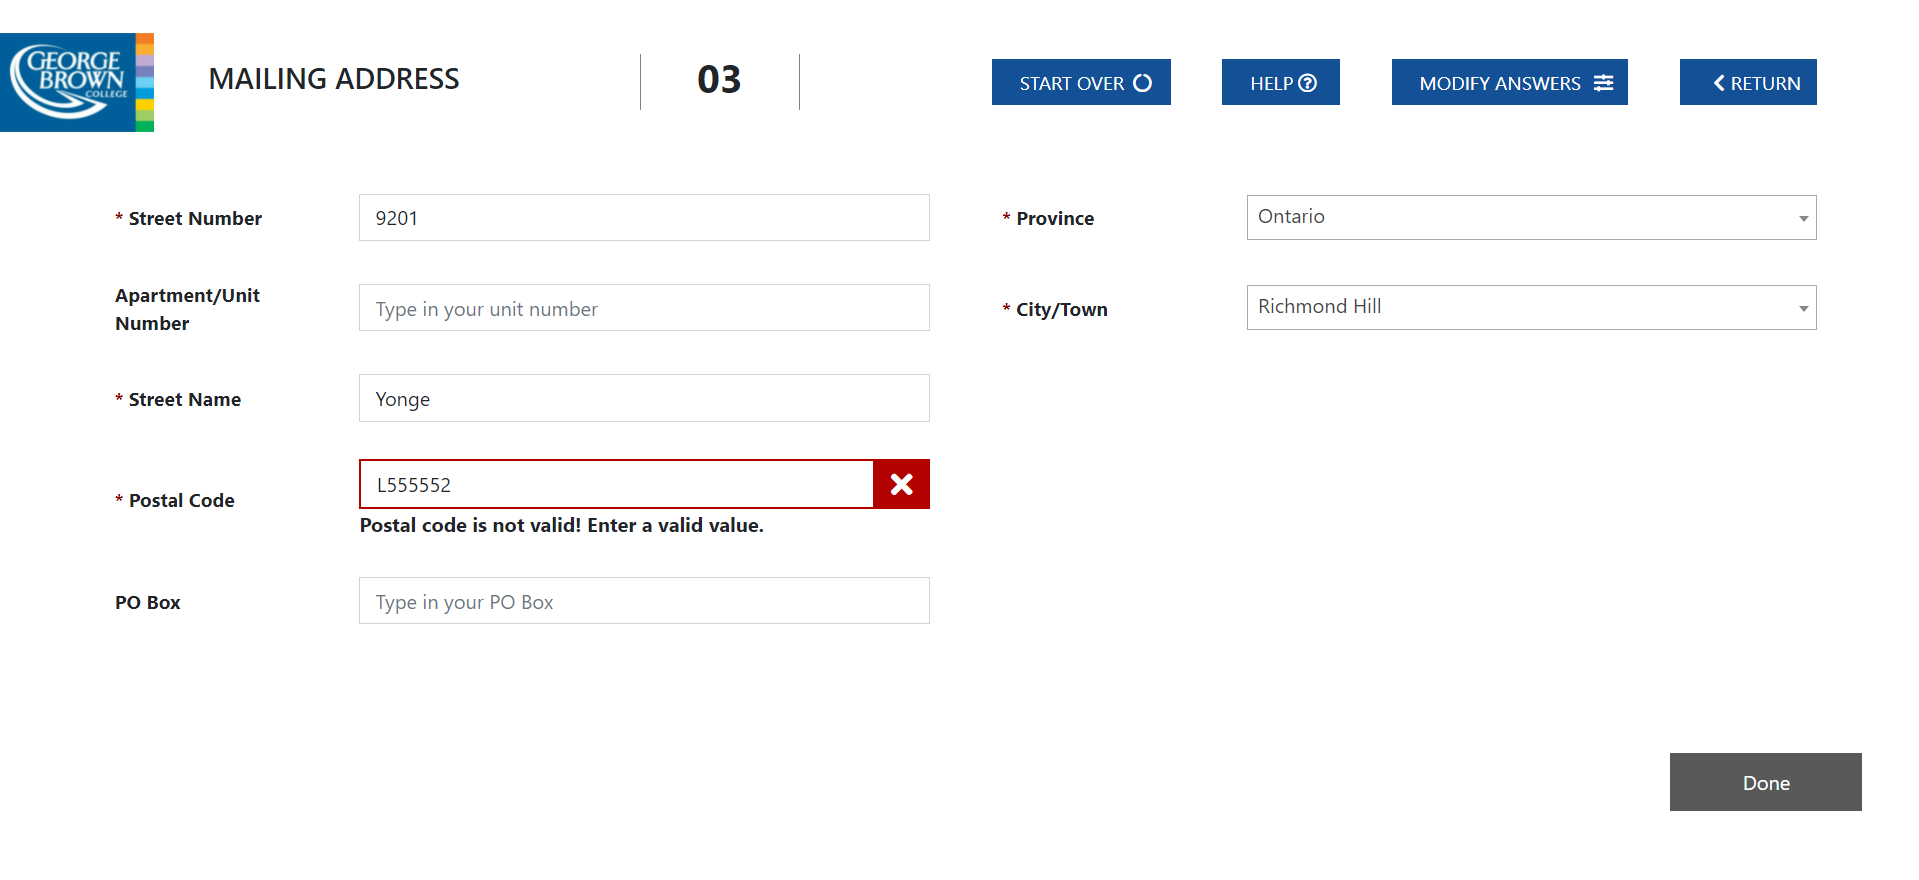 GEORGE
BROWN
COLLEGE
MAILING ADDRESS
03
START OVER
HELP
MODIFY ANSWERS
RETURN
* Street Number
9201
Apartment/Unit
Number
Type in your unit number
* Street Name
Yonge
* Postal Code
L555552
Postal code is not valid! Enter a valid value.
PO Box
Type in your PO Box
* Province
Ontario
* City/Town
Richmond Hill
Done